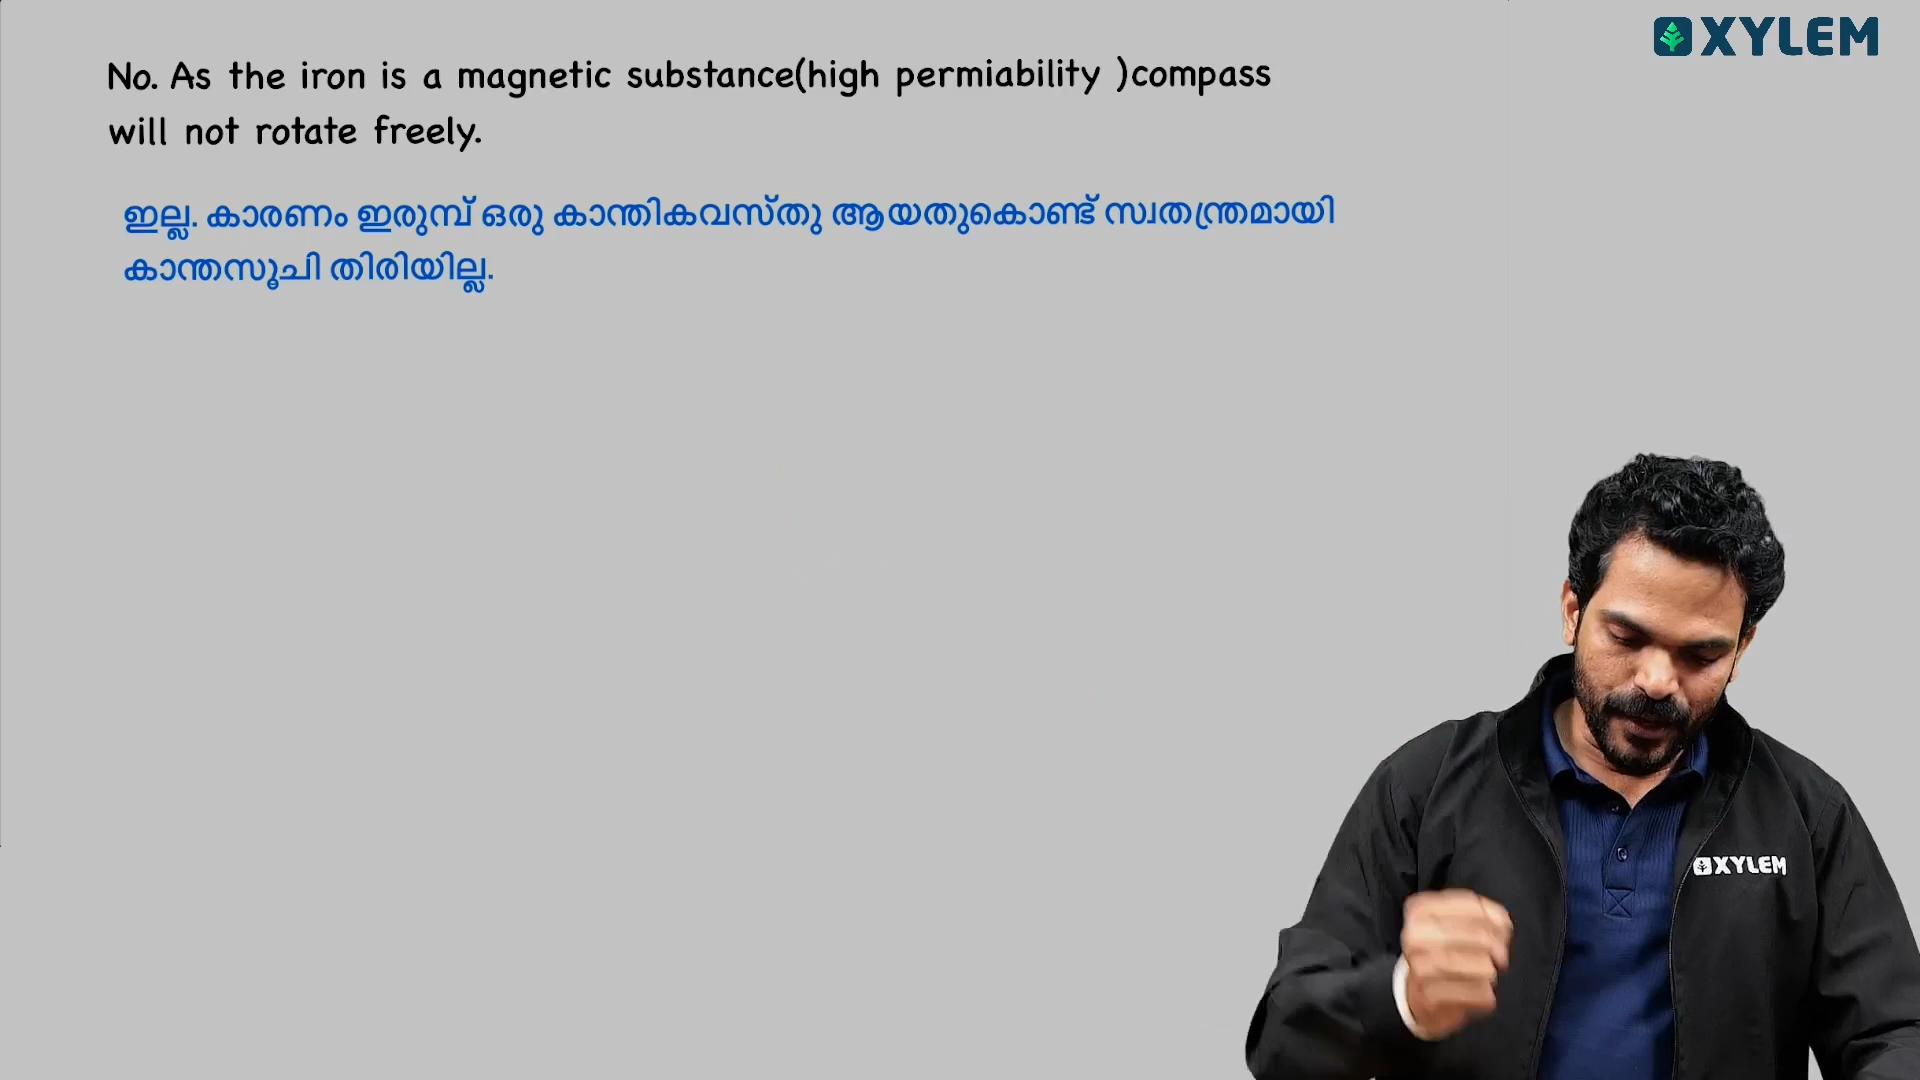 XYLEM
No. As the iron is a magnetic substance(high permiability )compass
will not rotate freely.
ഇല്ല. കാരണം ഇരുമ്പ് ഒരു കാന്തികവസ്തു ആയതുകൊണ്ട് സ്വതന്ത്രമായി
കാന്തസൂചി തിരിയില്ല.
XYLEM